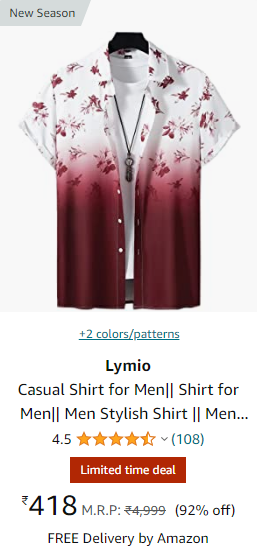 New Season
+2 colors/patterns
Lymio
Casual Shirt for Men|| Shirt for
Men|| Men Stylish Shirt || Men...
4.5 (108)
Limited time deal
₹418 M.R.P: ₹4,999 (92% off)
FREE Delivery by Amazon